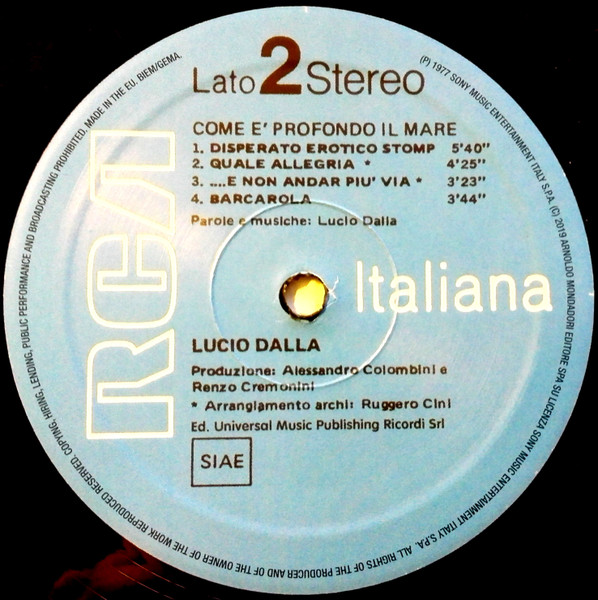 Lato 2 Stereo
COME E' PROFONDO IL MARE
1. DISPERATO EROTICO STOMP 5'40"
2. QUALE ALLEGRIA * 4'25"
3. ....E NON ANDAR PIU' VIA * 3'23"
4. BARCAROLA 3'44"
Parole e musiche: Lucio Dalla
RCA
Italiana
LUCIO DALLA
Produzione: Alessandro Colombini e
Renzo Cremonini
* Arrangiamento archi: Ruggero Cini
Ed. Universal Music Publishing Ricordi Srl
SIAE
(P) 1977 SONY MUSIC ENTERTAINMENT ITALY S.P.A. (C) 2019 ARNOLDO MONDADORI EDITORE SPA SU LICENZA SONY MUSIC ENTERTAINMENT ITALY S.P.A. ALL RIGHTS OF THE PRODUCER AND OF THE OWNER OF THE WORK REPRODUCED RESERVED. COPYING, HIRING, LENDING, PUBLIC PERFORMANCE AND BROADCASTING PROHIBITED. MADE IN THE EU. BIEM/GEMA.